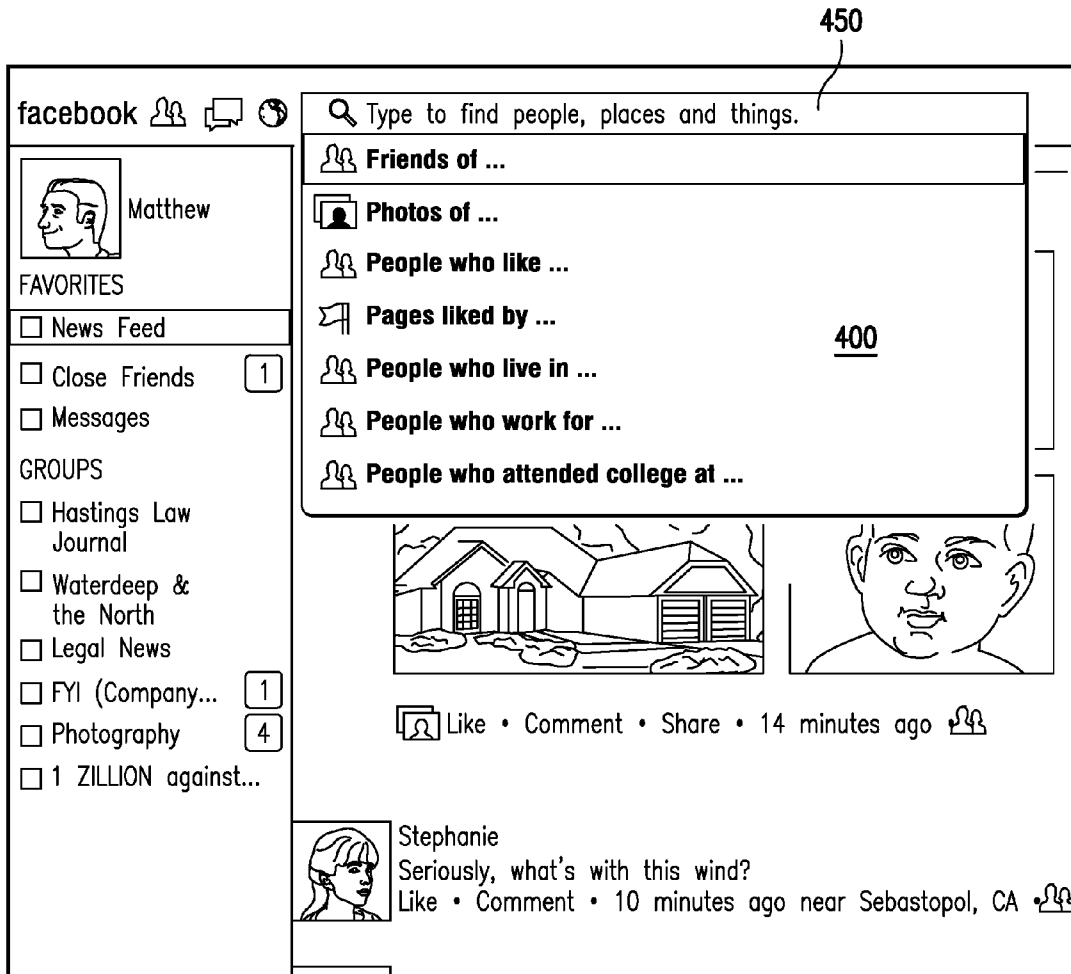 450
facebook
Type to find people, places and things.
Friends of ...
Photos of ...
People who like ...
Pages liked by ...
400
People who live in ...
People who work for ...
People who attended college at ...
Matthew
FAVORITES
News Feed
Close Friends 1
Messages
GROUPS
Hastings Law
Journal
Waterdeep &
the North
Legal News
FYI (Company... 1
Photography 4
1 ZILLION against...
Like • Comment • Share • 14 minutes ago
Stephanie
Seriously, what's with this wind?
Like • Comment • 10 minutes ago near Sebastopol, CA •